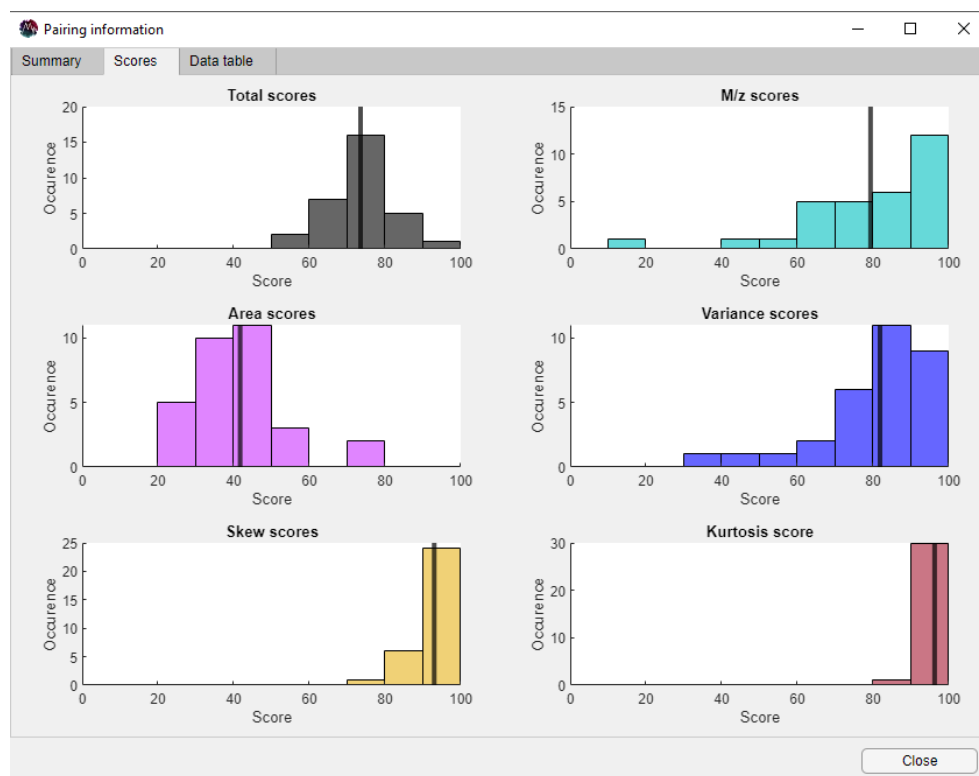 Pairing information
Summary Scores Data table
Total scores
20
15
10
5
0
Occurence
0 20 40 60 80 100
Score
M/z scores
15
10
5
0
Occurence
0 20 40 60 80 100
Score
Area scores
10
5
0
Occurence
0 20 40 60 80 100
Score
Variance scores
10
5
0
Occurence
0 20 40 60 80 100
Score
Skew scores
25
20
15
10
5
0
Occurence
0 20 40 60 80 100
Score
Kurtosis score
30
20
10
0
Occurence
0 20 40 60 80 100
Score
Close